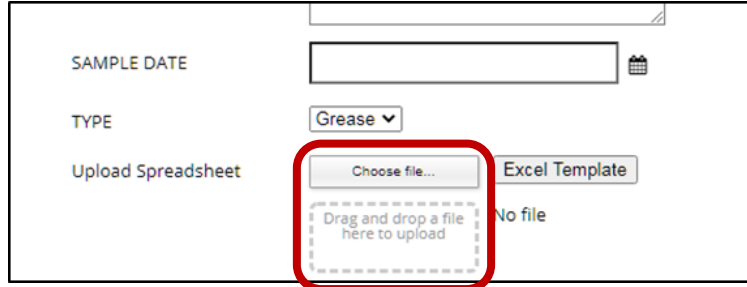 SAMPLE DATE
TYPE
Grease
Upload Spreadsheet
Choose file...
Excel Template
Drag and drop a file
here to upload
No file